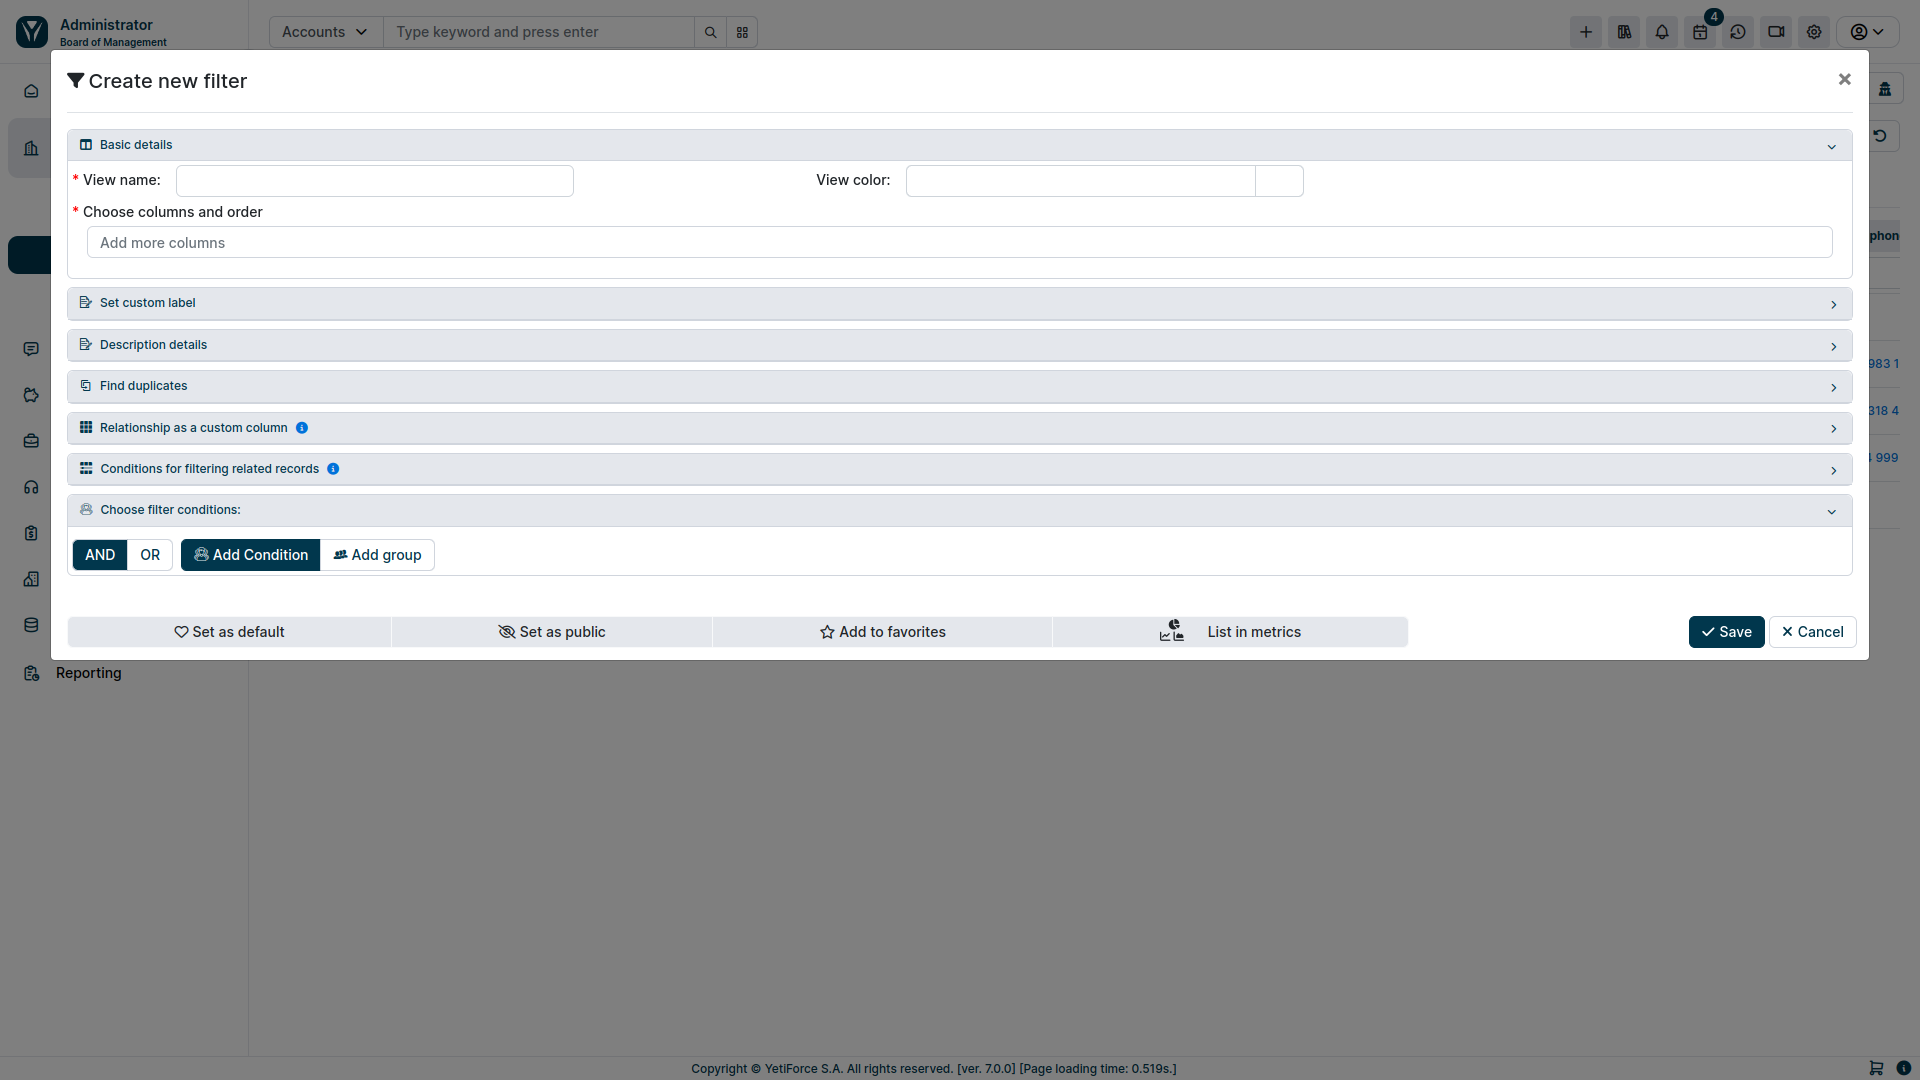 Administrator
Board of Management
Accounts
Type keyword and press enter
4
Create new filter
×
Basic details
* View name:
View color:
* Choose columns and order
Add more columns
Set custom label
Description details
Find duplicates
Relationship as a custom column
Conditions for filtering related records
Choose filter conditions:
AND
OR
Add Condition
Add group
Set as default
Set as public
Add to favorites
List in metrics
Save
Cancel
phon
983 1
318 4
999
Reporting
Copyright © YetiForce S.A. All rights reserved. [ver. 7.0.0] [Page loading time: 0.519s.]